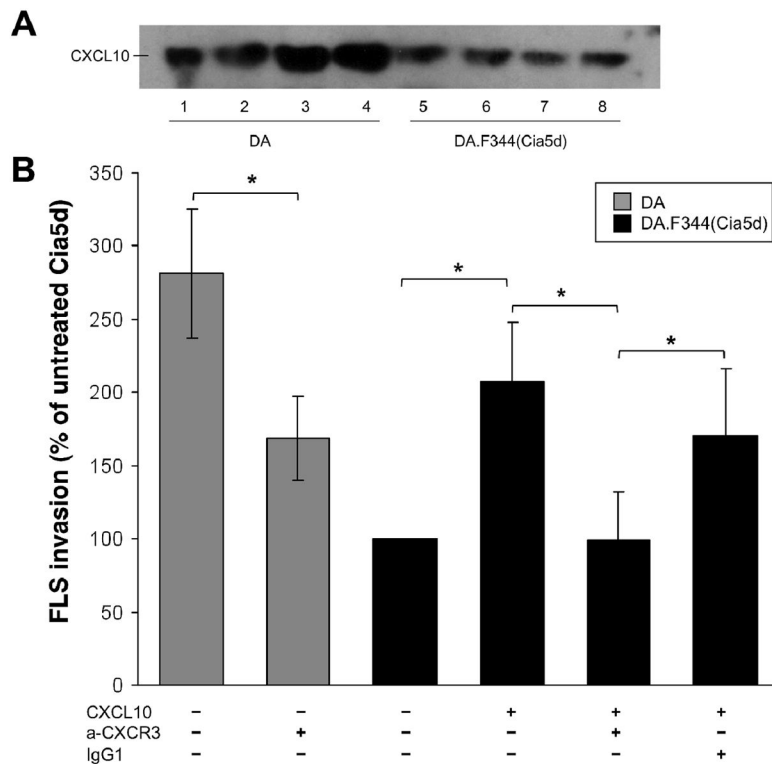 A
CXCL10
1 2 3 4 5 6 7 8
DA DA.F344(Cia5d)
B
FLS invasion (% of untreated Cia5d)
350
300
250
200
150
100
50
0
* * * *
DA
DA.F344(Cia5d)
CXCL10 – – – + + +
a-CXCR3 – + – – + –
IgG1 – – – – – +